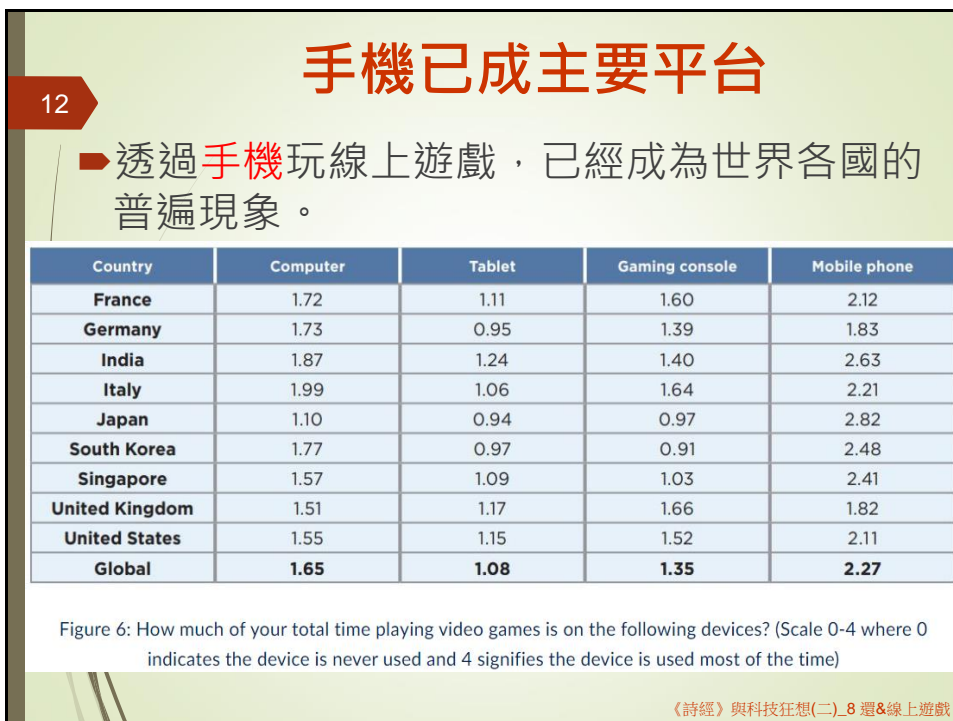 手機已成主要平台
12
透過手機玩線上遊戲，已經成為世界各國的
普遍現象。
Country Computer Tablet Gaming console Mobile phone
France 1.72 1.11 1.60 2.12
Germany 1.73 0.95 1.39 1.83
India 1.87 1.24 1.40 2.63
Italy 1.99 1.06 1.64 2.21
Japan 1.10 0.94 0.97 2.82
South Korea 1.77 0.97 0.91 2.48
Singapore 1.57 1.09 1.03 2.41
United Kingdom 1.51 1.17 1.66 1.82
United States 1.55 1.15 1.52 2.11
Global 1.65 1.08 1.35 2.27
Figure 6: How much of your total time playing video games is on the following devices? (Scale 0-4 where 0
indicates the device is never used and 4 signifies the device is used most of the time)
《詩經》與科技狂想(二)_8 還&線上遊戲